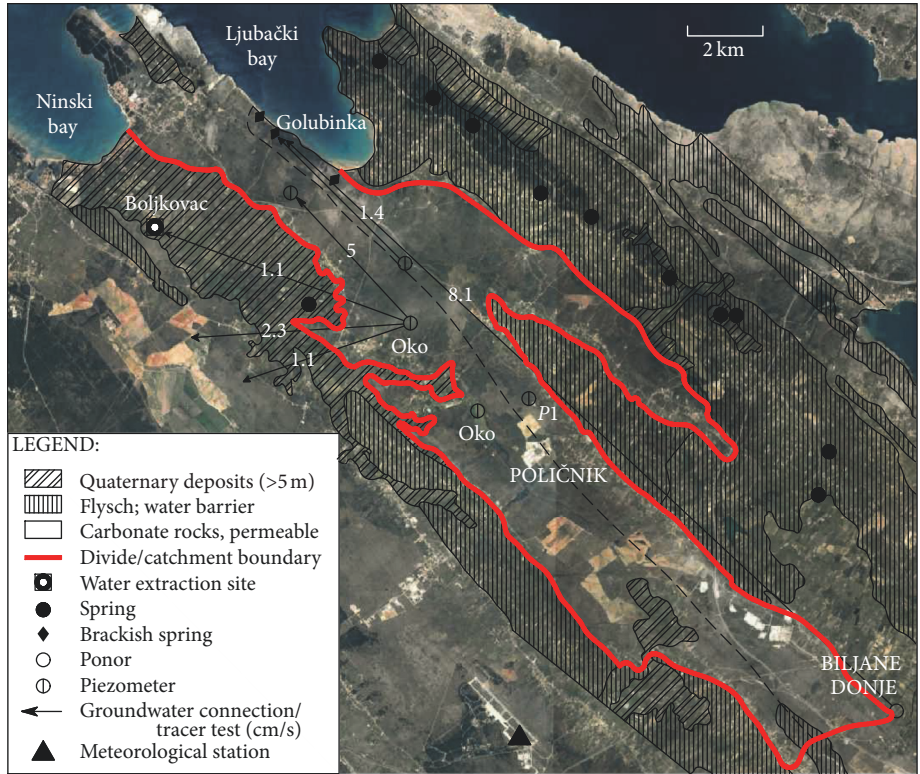 Ljubački
bay
2 km
Ninski
bay
Golubinka
Boljkovac
1.4
5
1.1
8.1
2.3
Oko
1.1
P1
Oko
POLIČNIK
BILJANE
DONJE
LEGEND:
Quaternary deposits (>5 m)
Flysch; water barrier
Carbonate rocks, permeable
Divide/catchment boundary
Water extraction site
Spring
Brackish spring
Ponor
Piezometer
Groundwater connection/
tracer test (cm/s)
Meteorological station